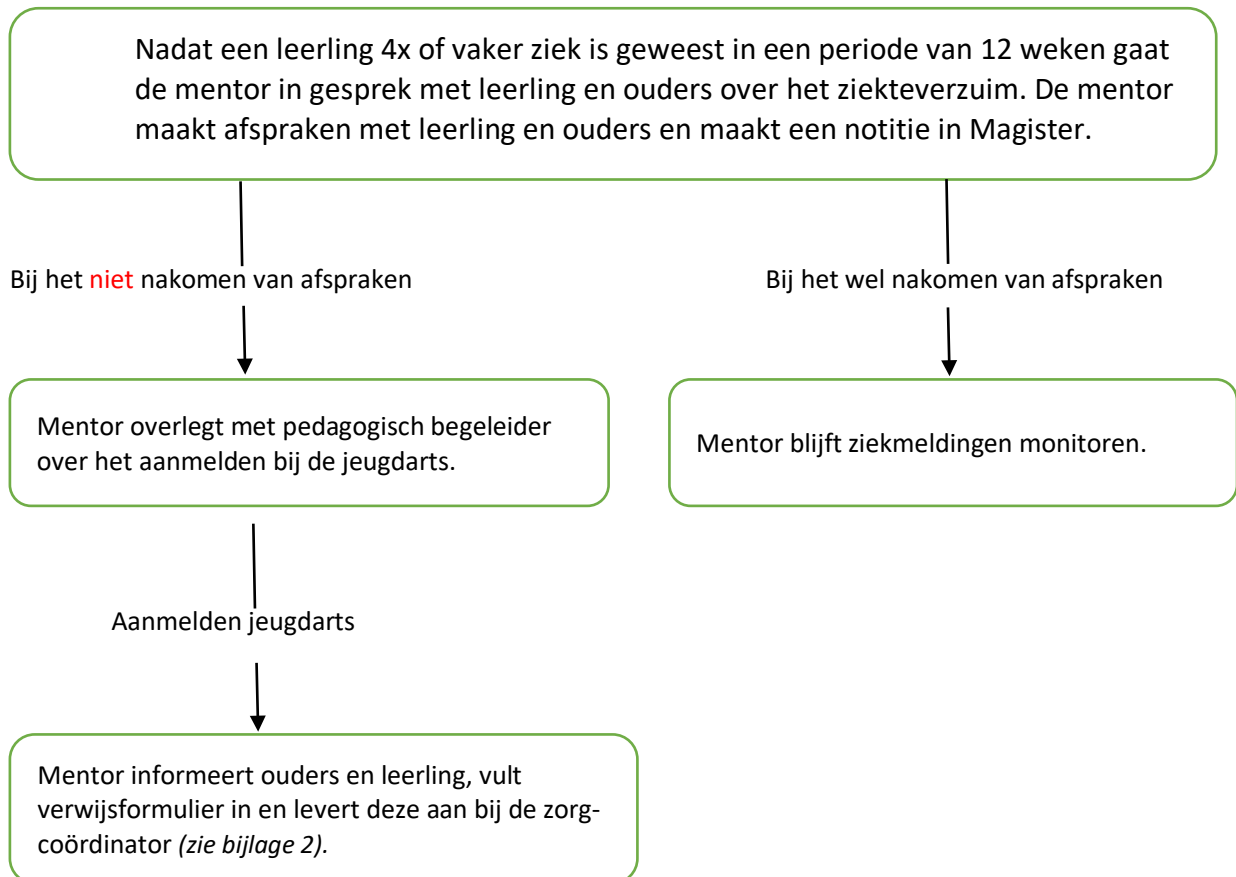 Nadat een leerling 4x of vaker ziek is geweest in een periode van 12 weken gaat
de mentor in gesprek met leerling en ouders over het ziekteverzuim. De mentor
maakt afspraken met leerling en ouders en maakt een notitie in Magister.
Bij het niet nakomen van afspraken
Bij het wel nakomen van afspraken
Mentor overlegt met pedagogisch begeleider
over het aanmelden bij de jeugdarts.
Mentor blijft ziekmeldingen monitoren.
Aanmelden jeugdarts
Mentor informeert ouders en leerling, vult
verwijsformulier in en levert deze aan bij de zorg-
coördinator (zie bijlage 2).